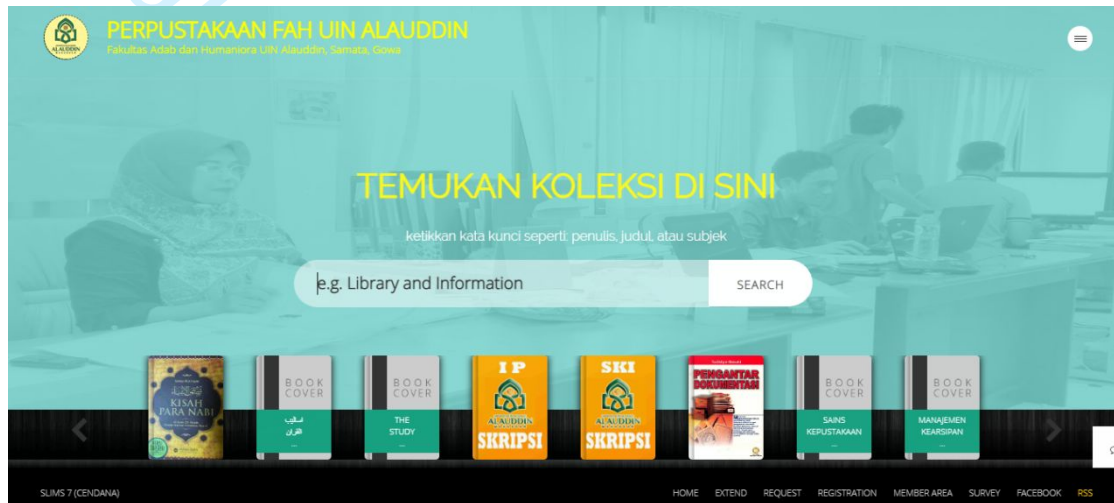 PERPUSTAKAAN FAH UIN ALAUDDIN
Fakultas Adab dan Humaniora UIN Alauddin, Samata, Gowa
TEMUKAN KOLEKSI DI SINI
ketikkan kata kunci seperti: penulis, judul, atau subjek
e.g. Library and Information
SEARCH
KISAH
PARA NABI
BOOK
COVER
...
BOOK
COVER
THE
STUDY
...
I P
ALAUDDIN
SKRIPSI
SKI
ALAUDDIN
SKRIPSI
PENGANTAR
DOKUMENTASI
BOOK
COVER
SAINS
KEPUSTAKAAN
...
BOOK
COVER
MANAJEMEN
KEARSIPAN
...
SLIMS 7 (CENDANA)
HOME EXTEND REQUEST REGISTRATION MEMBER AREA SURVEY FACEBOOK RSS